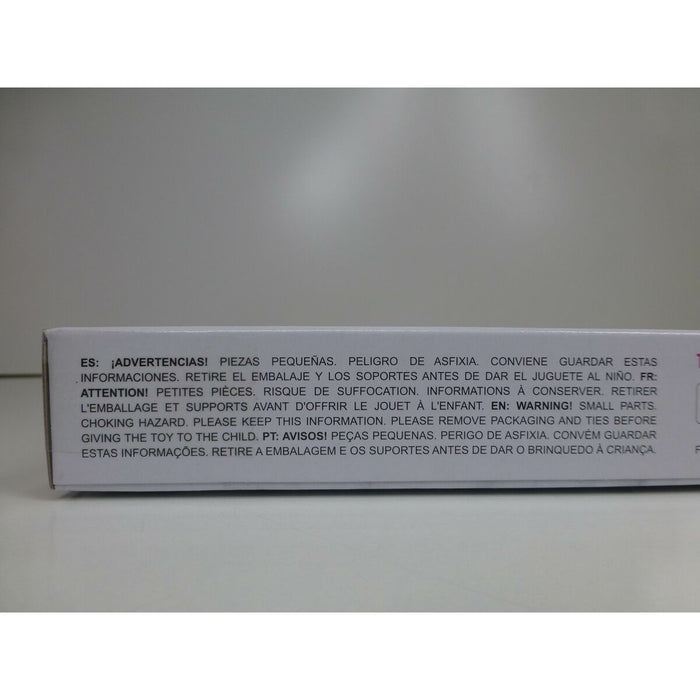 ES: ¡ADVERTENCIAS! PIEZAS PEQUEÑAS. PELIGRO DE ASFIXIA. CONVIENE GUARDAR ESTAS
INFORMACIONES. RETIRE EL EMBALAJE Y LOS SOPORTES ANTES DE DAR EL JUGUETE AL NIÑO. FR:
ATTENTION! PETITES PIÈCES. RISQUE DE SUFFOCATION. INFORMATIONS À CONSERVER. RETIRER
L'EMBALLAGE ET SUPPORTS AVANT D'OFFRIR LE JOUET À L'ENFANT. EN: WARNING! SMALL PARTS.
CHOKING HAZARD. PLEASE KEEP THIS INFORMATION. PLEASE REMOVE PACKAGING AND TIES BEFORE
GIVING THE TOY TO THE CHILD. PT: AVISOS! PEÇAS PEQUENAS. PERIGO DE ASFIXIA. CONVÉM GUARDAR
ESTAS INFORMAÇÕES. RETIRE A EMBALAGEM E OS SUPORTES ANTES DE DAR O BRINQUEDO À CRIANÇA.